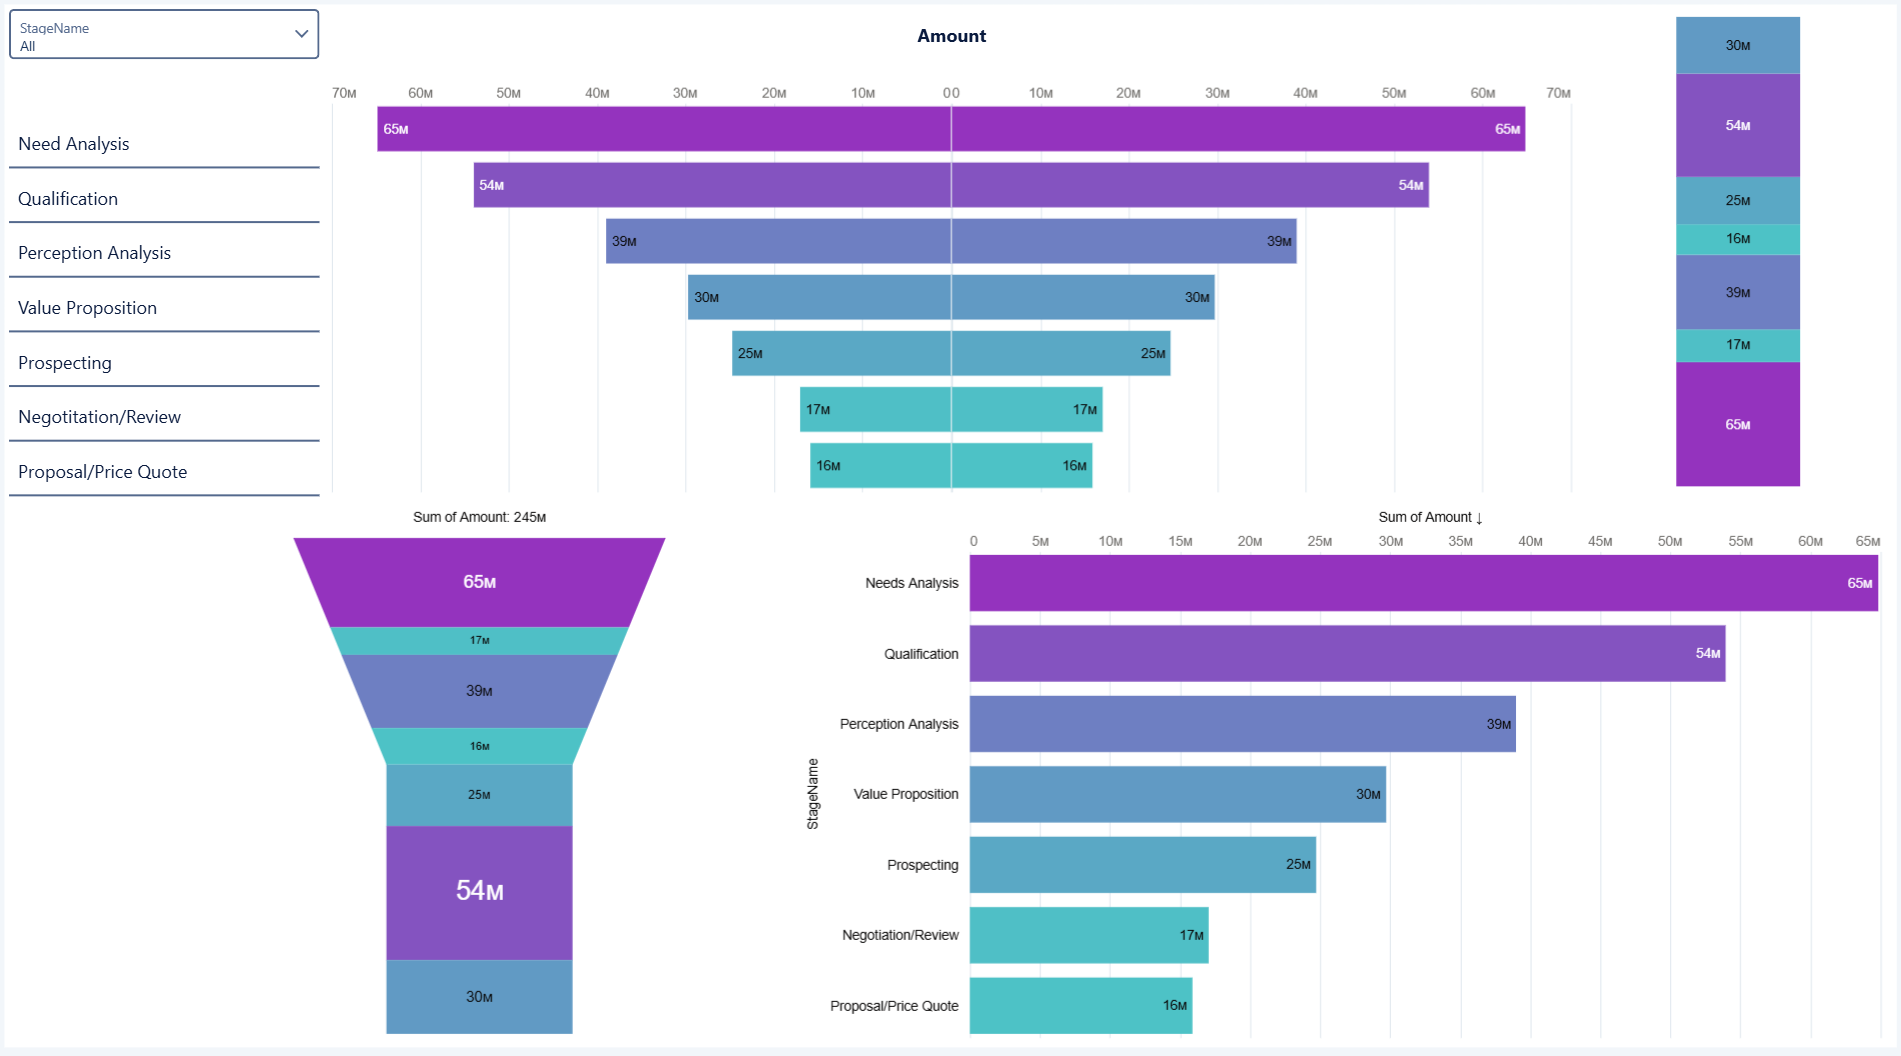 StageName
All
Amount
70M 60M 50M 40M 30M 20M 10M 00 10M 20M 30M 40M 50M 60M 70M
Need Analysis
65M 65M
Qualification
54M 54M
Perception Analysis
39M 39M
Value Proposition
30M 30M
Prospecting
25M 25M
Negotitation/Review
17M 17M
Proposal/Price Quote
16M 16M
30M
54M
25M
16M
39M
17M
65M
Sum of Amount: 245M
65M
17M
39M
16M
25M
54M
30M
Sum of Amount ↓
0 5M 10M 15M 20M 25M 30M 35M 40M 45M 50M 55M 60M 65M
StageName
Needs Analysis 65M
Qualification 54M
Perception Analysis 39M
Value Proposition 30M
Prospecting 25M
Negotiation/Review 17M
Proposal/Price Quote 16M